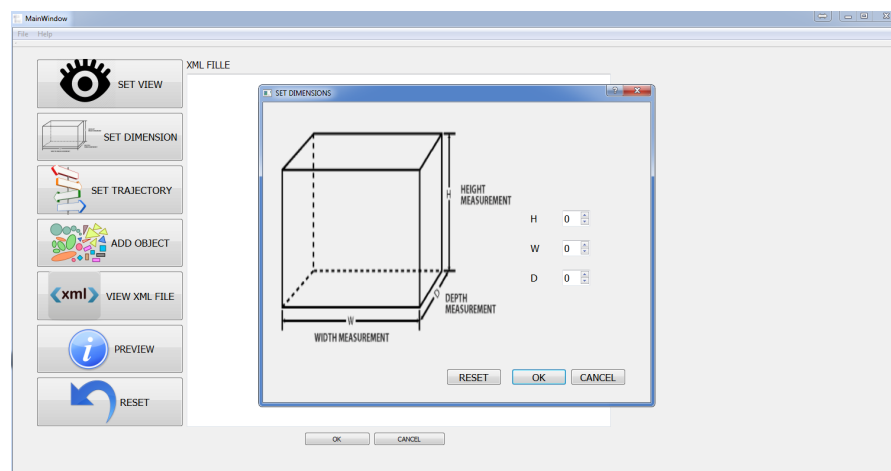 MainWindow
File Help
XML FILLE
SET VIEW
SET DIMENSION
SET TRAJECTORY
ADD OBJECT
<xml> VIEW XML FILE
PREVIEW
RESET
SET DIMENSIONS
H
HEIGHT
MEASUREMENT
D
DEPTH
MEASUREMENT
W
WIDTH MEASUREMENT
H 0
W 0
D 0
RESET OK CANCEL
OK CANCEL